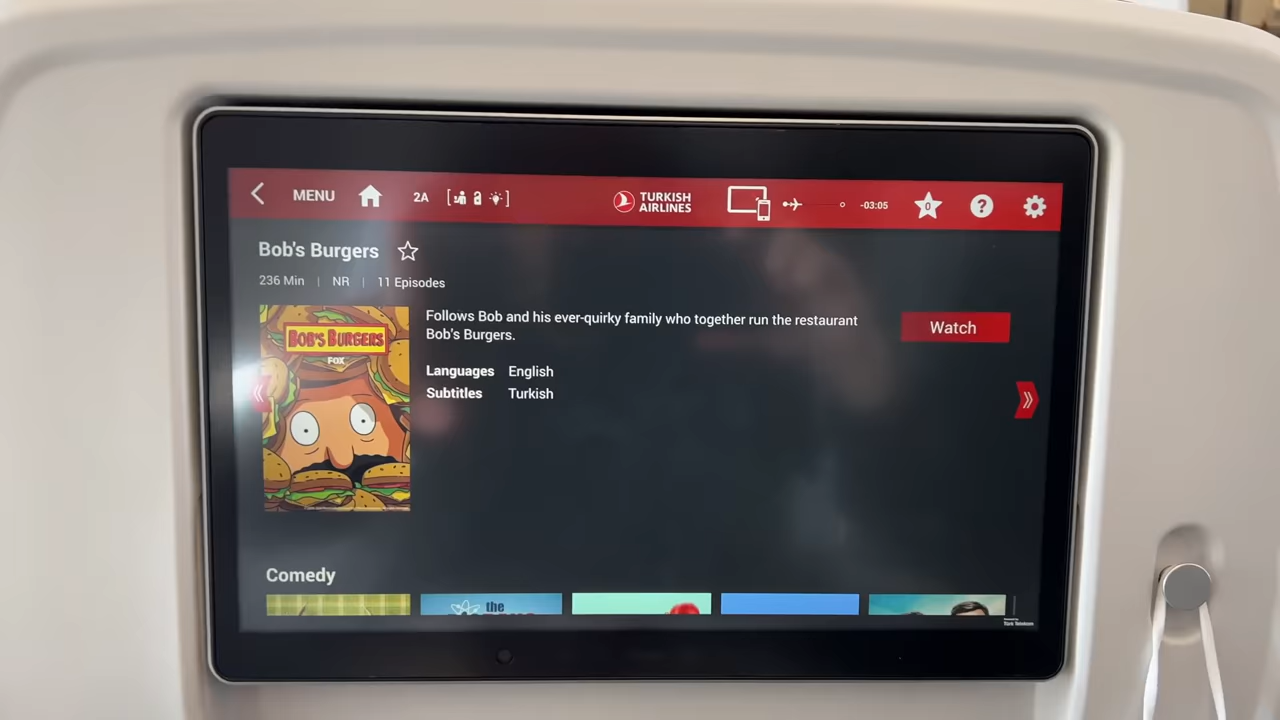 MENU
2A
TURKISH
AIRLINES
-03:05
0
?
Bob's Burgers
236 Min | NR | 11 Episodes
BOB'S BURGERS
FOX
Follows Bob and his ever-quirky family who together run the restaurant
Bob's Burgers.
Watch
Languages English
Subtitles Turkish
Comedy
the
Türk Telekom